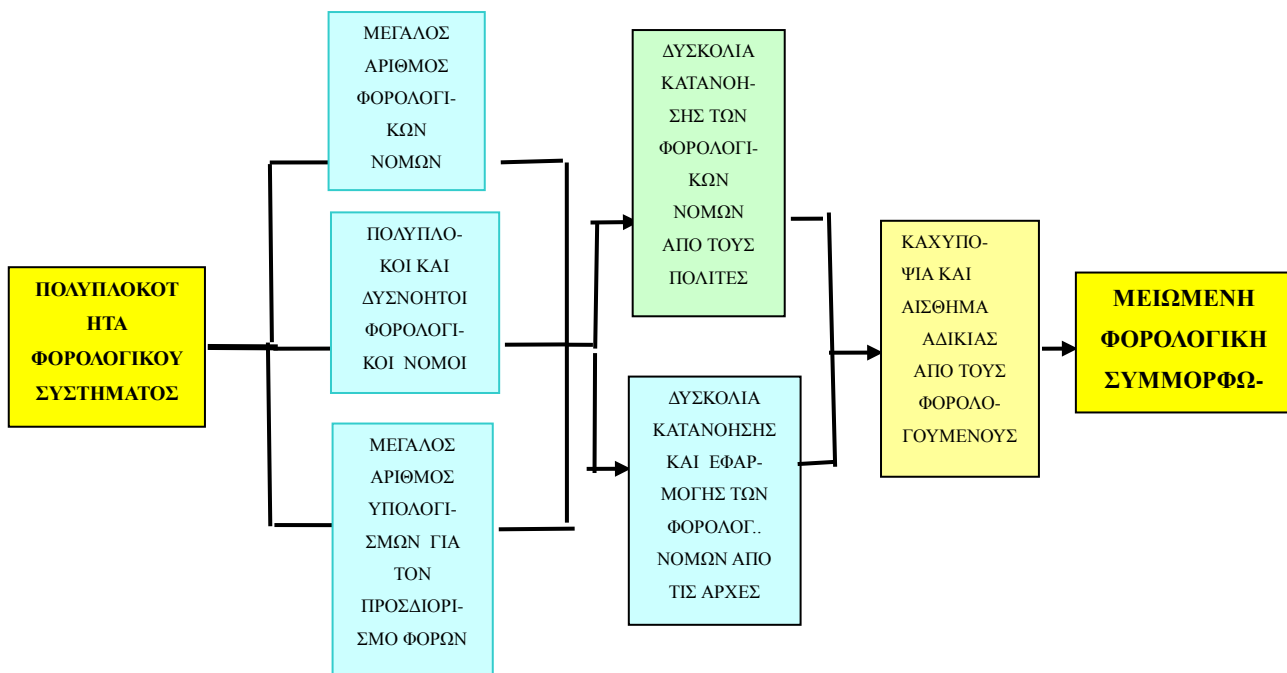 ΠΟΛΥΠΛΟΚΟΤ
ΗΤΑ
ΦΟΡΟΛΟΓΙΚΟΥ
ΣΥΣΤΗΜΑΤΟΣ
ΜΕΓΑΛΟΣ
ΑΡΙΘΜΟΣ
ΦΟΡΟΛΟΓΙ-
ΚΩΝ
ΝΟΜΩΝ
ΠΟΛΥΠΛΟ-
ΚΟΙ ΚΑΙ
ΔΥΣΝΟΗΤΟΙ
ΦΟΡΟΛΟΓΙ-
ΚΟΙ ΝΟΜΟΙ
ΜΕΓΑΛΟΣ
ΑΡΙΘΜΟΣ
ΥΠΟΛΟΓΙ-
ΣΜΩΝ ΓΙΑ
ΤΟΝ
ΠΡΟΣΔΙΟΡΙ-
ΣΜΟ ΦΟΡΩΝ
ΔΥΣΚΟΛΙΑ
ΚΑΤΑΝΟΗ-
ΣΗΣ ΤΩΝ
ΦΟΡΟΛΟΓΙ-
ΚΩΝ
ΝΟΜΩΝ
ΑΠΟ ΤΟΥΣ
ΠΟΛΙΤΕΣ
ΔΥΣΚΟΛΙΑ
ΚΑΤΑΝΟΗΣΗΣ
ΚΑΙ ΕΦΑΡ-
ΜΟΓΗΣ ΤΩΝ
ΦΟΡΟΛΟΓ..
ΝΟΜΩΝ ΑΠΟ
ΤΙΣ ΑΡΧΕΣ
ΚΑΧΥΠΟ-
ΨΙΑ ΚΑΙ
ΑΙΣΘΗΜΑ
ΑΔΙΚΙΑΣ
ΑΠΟ ΤΟΥΣ
ΦΟΡΟΛΟ-
ΓΟΥΜΕΝΟΥΣ
ΜΕΙΩΜΕΝΗ
ΦΟΡΟΛΟΓΙΚΗ
ΣΥΜΜΟΡΦΩ-